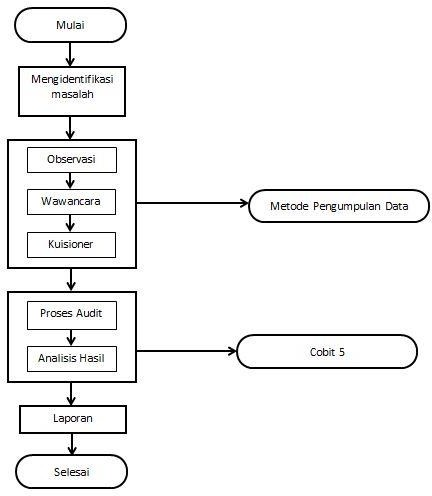 Mulai
Mengidentifikasi
masalah
Observasi
Wawancara
Kuisioner
Metode Pengumpulan Data
Proses Audit
Analisis Hasil
Cobit 5
Laporan
Selesai